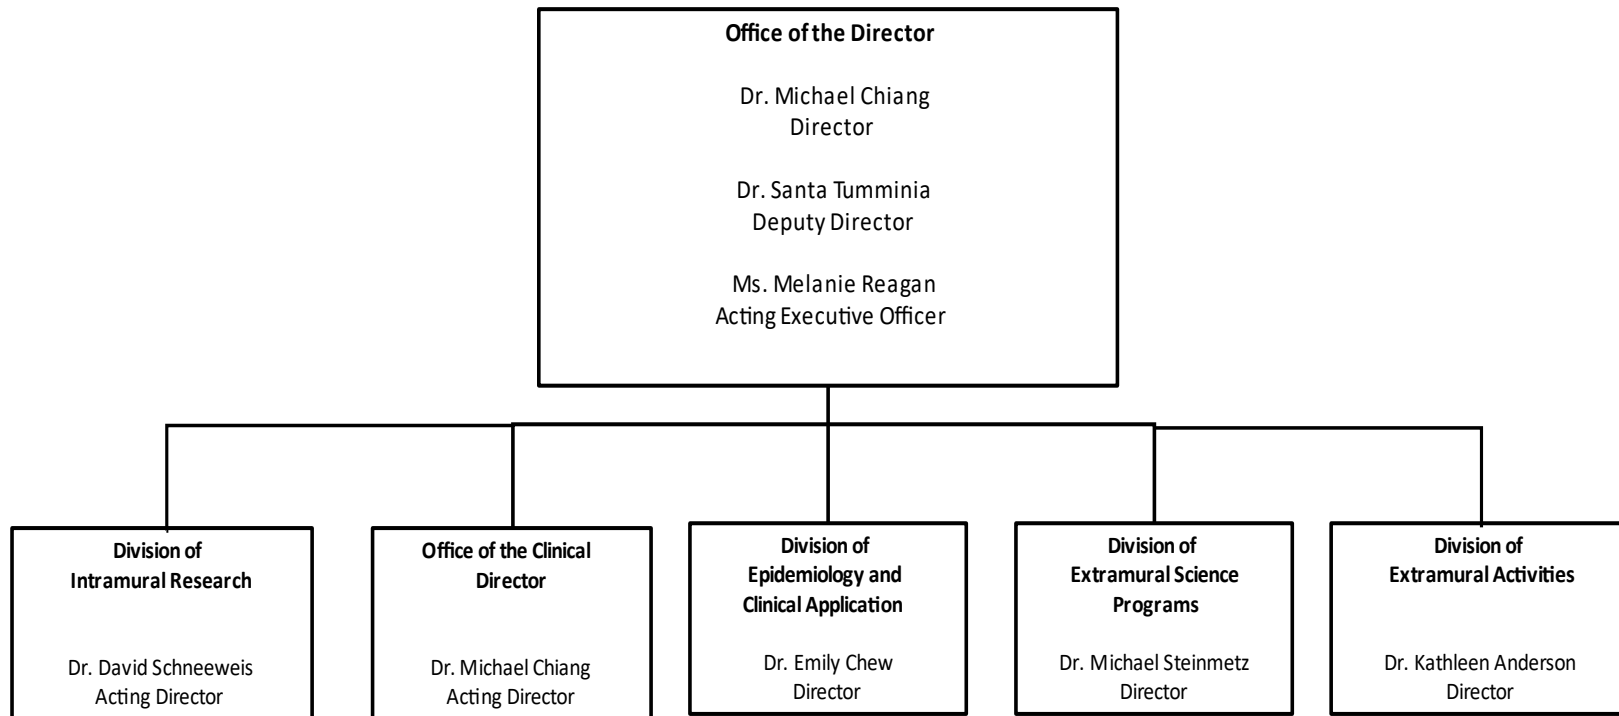 Office of the Director
Dr. Michael Chiang
Director
Dr. Santa Tumminia
Deputy Director
Ms. Melanie Reagan
Acting Executive Officer
Division of
Intramural Research
Dr. David Schneeweis
Acting Director
Office of the Clinical
Director
Dr. Michael Chiang
Acting Director
Division of
Epidemiology and
Clinical Application
Dr. Emily Chew
Director
Division of
Extramural Science
Programs
Dr. Michael Steinmetz
Director
Division of
Extramural Activities
Dr. Kathleen Anderson
Director